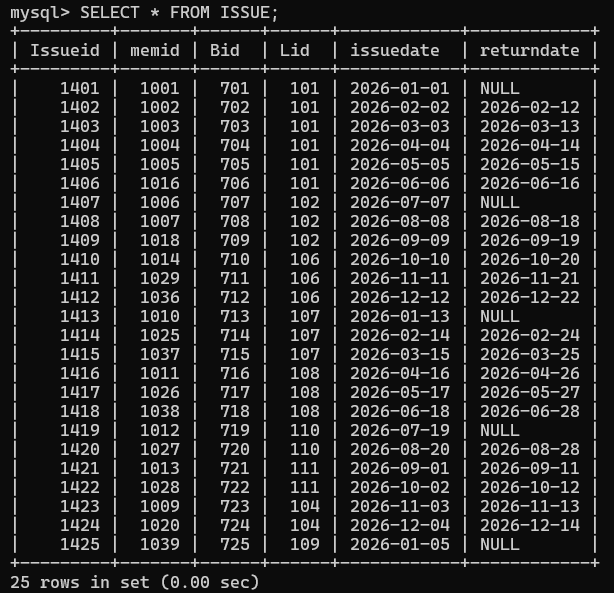 mysql> SELECT * FROM ISSUE;
+---------+-------+------+------+------------+------------+
| Issueid | memid | Bid  | Lid  | issuedate  | returndate |
+---------+-------+------+------+------------+------------+
|    1401 |  1001 |  701 |  101 | 2026-01-01 | NULL       |
|    1402 |  1002 |  702 |  101 | 2026-02-02 | 2026-02-12 |
|    1403 |  1003 |  703 |  101 | 2026-03-03 | 2026-03-13 |
|    1404 |  1004 |  704 |  101 | 2026-04-04 | 2026-04-14 |
|    1405 |  1005 |  705 |  101 | 2026-05-05 | 2026-05-15 |
|    1406 |  1016 |  706 |  101 | 2026-06-06 | 2026-06-16 |
|    1407 |  1006 |  707 |  102 | 2026-07-07 | NULL       |
|    1408 |  1007 |  708 |  102 | 2026-08-08 | 2026-08-18 |
|    1409 |  1018 |  709 |  102 | 2026-09-09 | 2026-09-19 |
|    1410 |  1014 |  710 |  106 | 2026-10-10 | 2026-10-20 |
|    1411 |  1029 |  711 |  106 | 2026-11-11 | 2026-11-21 |
|    1412 |  1036 |  712 |  106 | 2026-12-12 | 2026-12-22 |
|    1413 |  1010 |  713 |  107 | 2026-01-13 | NULL       |
|    1414 |  1025 |  714 |  107 | 2026-02-14 | 2026-02-24 |
|    1415 |  1037 |  715 |  107 | 2026-03-15 | 2026-03-25 |
|    1416 |  1011 |  716 |  108 | 2026-04-16 | 2026-04-26 |
|    1417 |  1026 |  717 |  108 | 2026-05-17 | 2026-05-27 |
|    1418 |  1038 |  718 |  108 | 2026-06-18 | 2026-06-28 |
|    1419 |  1012 |  719 |  110 | 2026-07-19 | NULL       |
|    1420 |  1027 |  720 |  110 | 2026-08-20 | 2026-08-28 |
|    1421 |  1013 |  721 |  111 | 2026-09-01 | 2026-09-11 |
|    1422 |  1028 |  722 |  111 | 2026-10-02 | 2026-10-12 |
|    1423 |  1009 |  723 |  104 | 2026-11-03 | 2026-11-13 |
|    1424 |  1020 |  724 |  104 | 2026-12-04 | 2026-12-14 |
|    1425 |  1039 |  725 |  109 | 2026-01-05 | NULL       |
+---------+-------+------+------+------------+------------+
25 rows in set (0.00 sec)